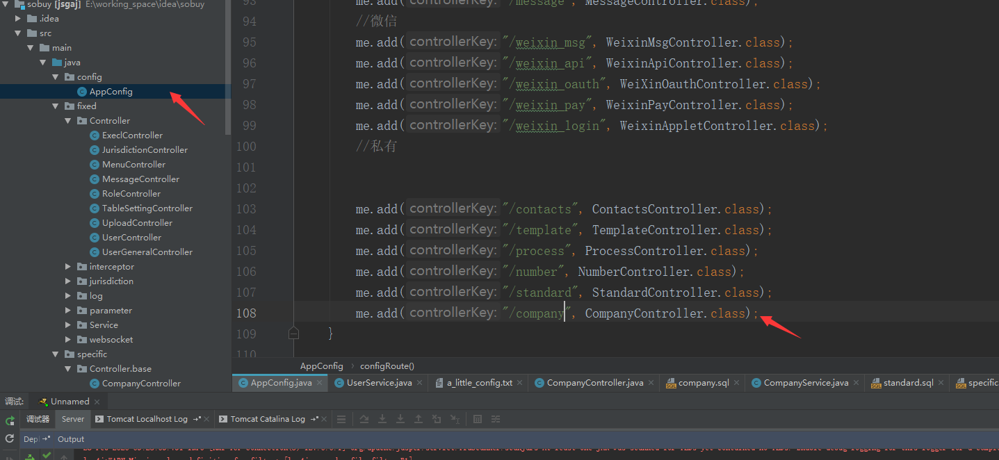 sobuy [jsgaj] E:\working_space\idea\sobuy
.idea
src
main
java
config
AppConfig
fixed
Controller
ExeclController
JurisdictionController
MenuController
MessageController
RoleController
TableSettingController
UploadController
UserController
UserGeneralController
interceptor
jurisdiction
log
parameter
Service
websocket
specific
Controller.base
CompanyController
93 me.add( controllerKey: "/message", MessageController.class);
94 //微信
95 me.add( controllerKey: "/weixin_msg", WeixinMsgController.class);
96 me.add( controllerKey: "/weixin_api", WeixinApiController.class);
97 me.add( controllerKey: "/weixin_oauth", WeiXinOauthController.class);
98 me.add( controllerKey: "/weixin_pay", WeixinPayController.class);
99 me.add( controllerKey: "/weixin_login", WeixinAppletController.class);
100 //私有
101
102
103 me.add( controllerKey: "/contacts", ContactsController.class);
104 me.add( controllerKey: "/template", TemplateController.class);
105 me.add( controllerKey: "/process", ProcessController.class);
106 me.add( controllerKey: "/number", NumberController.class);
107 me.add( controllerKey: "/standard", StandardController.class);
108 me.add( controllerKey: "/company", CompanyController.class);
109 }
110
AppConfig › configRoute()
AppConfig.java × UserService.java × a_little_config.txt × CompanyController.java × company.sql × CompanyService.java × standard.sql × specific
调试: Unnamed ×
调试器 Server Tomcat Localhost Log × Tomcat Catalina Log ×
Output